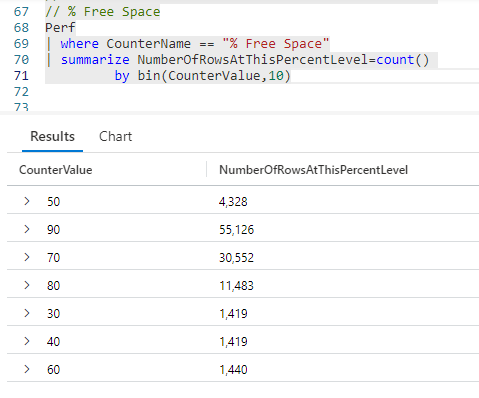 67 // % Free Space
68 Perf
69 | where CounterName == "% Free Space"
70 | summarize NumberOfRowsAtThisPercentLevel=count()
71 by bin(CounterValue,10)
72
73
Results Chart
CounterValue NumberOfRowsAtThisPercentLevel
> 50 4,328
> 90 55,126
> 70 30,552
> 80 11,483
> 30 1,419
> 40 1,419
> 60 1,440